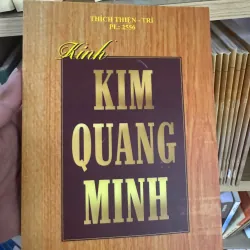 THÍCH THIỆN - TRÍ
PL: 2556
Kinh
KIM
QUANG
MINH